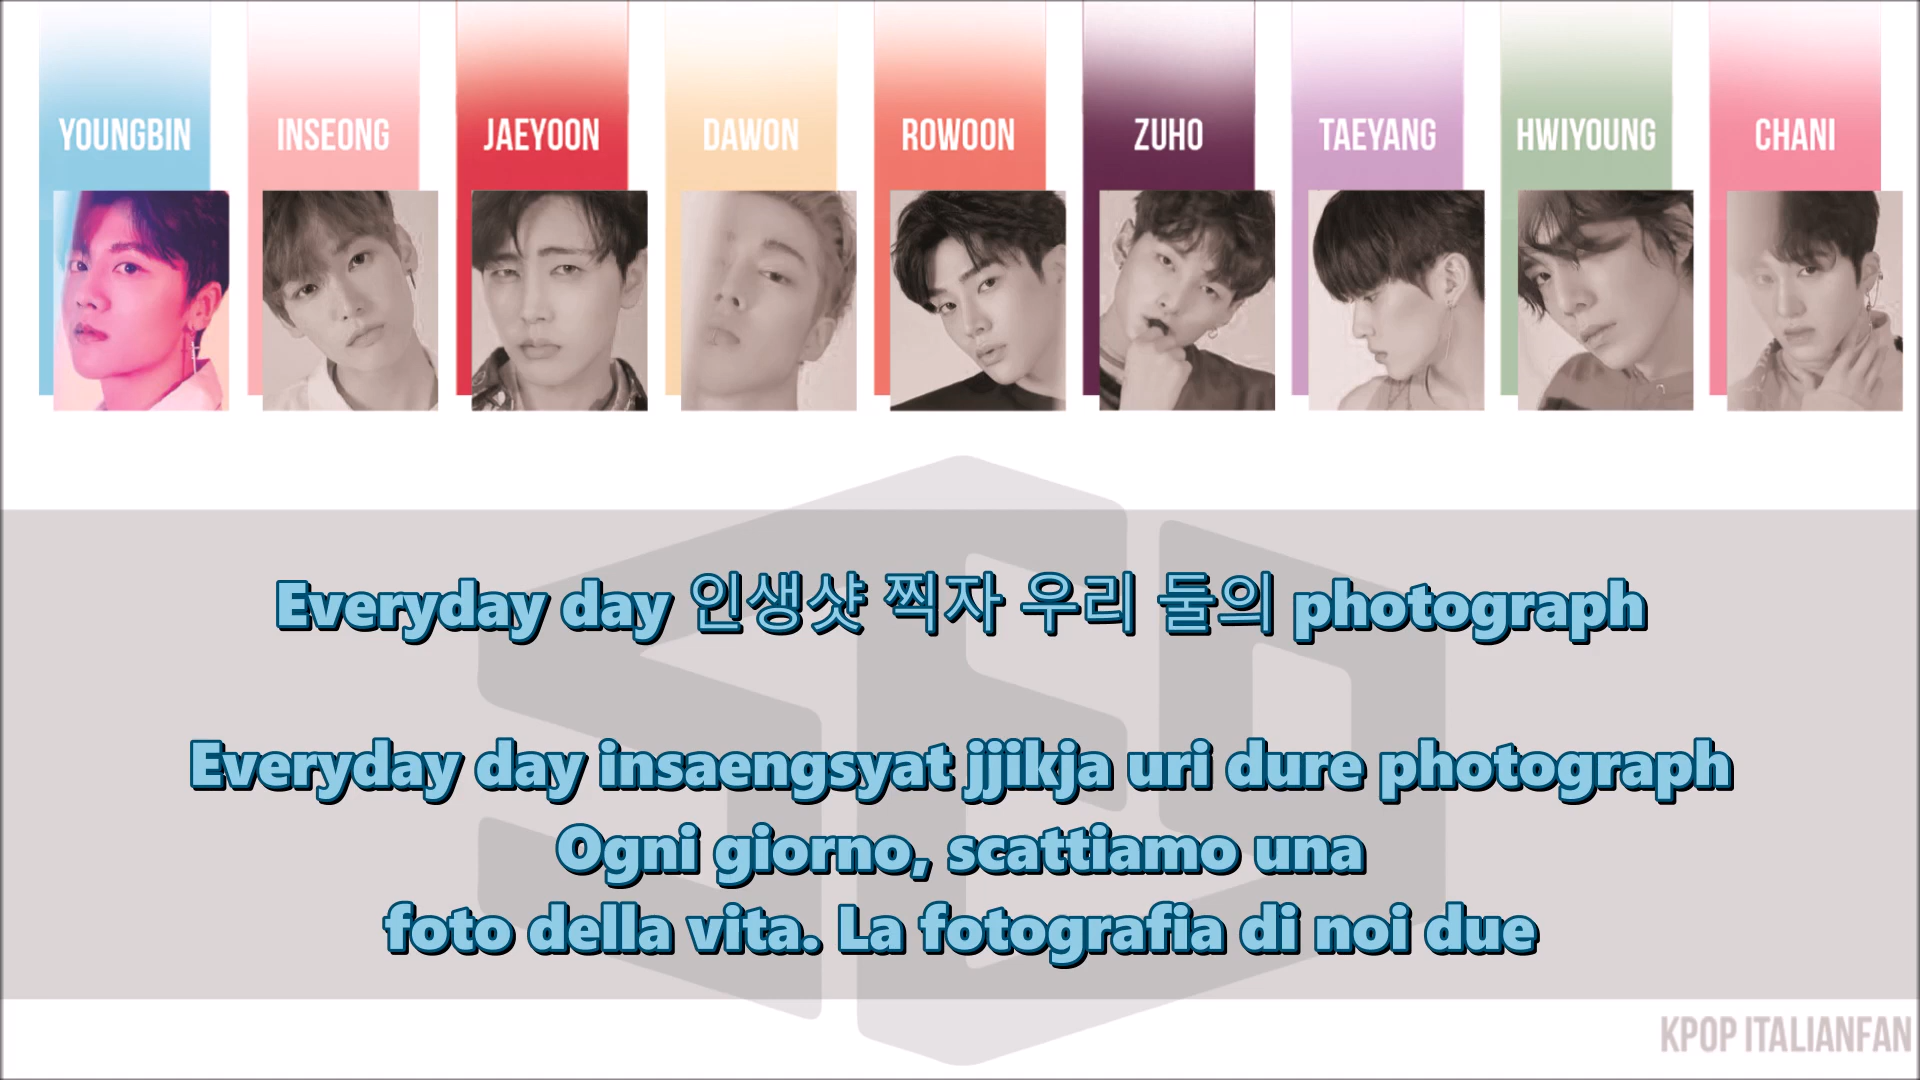 YOUNGBIN INSEONG JAEYOON DAWON ROWOON ZUHO TAEYANG HWIYOUNG CHANI
Everyday day 인생샷 찍자 우리 둘의 photograph
Everyday day insaengsyat jjikja uri dure photograph
Ogni giorno, scattiamo una
foto della vita. La fotografia di noi due
KPOP ITALIANFAN